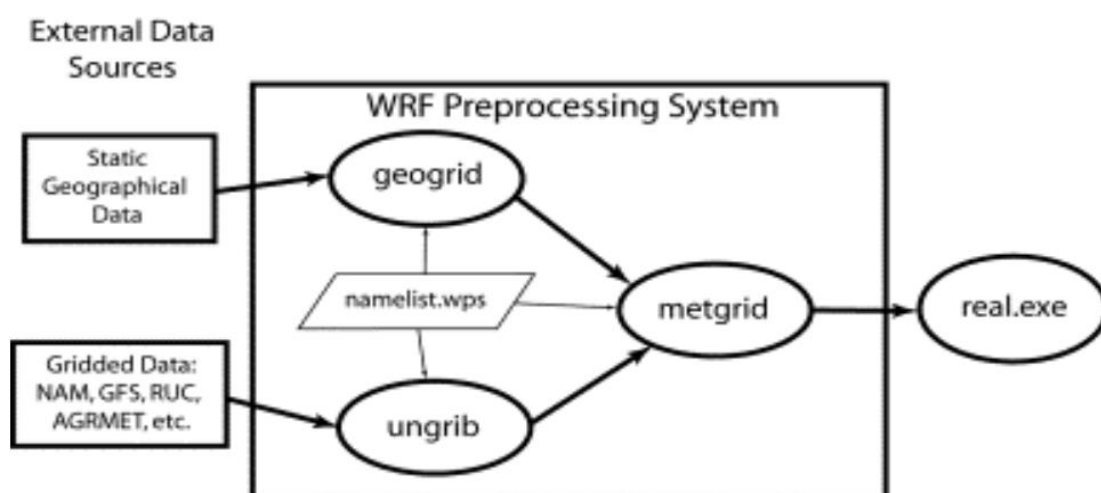 External Data
Sources
WRF Preprocessing System
Static
Geographical
Data
geogrid
namelist.wps
metgrid
real.exe
Gridded Data:
NAM, GFS, RUC,
AGRMET, etc.
ungrib